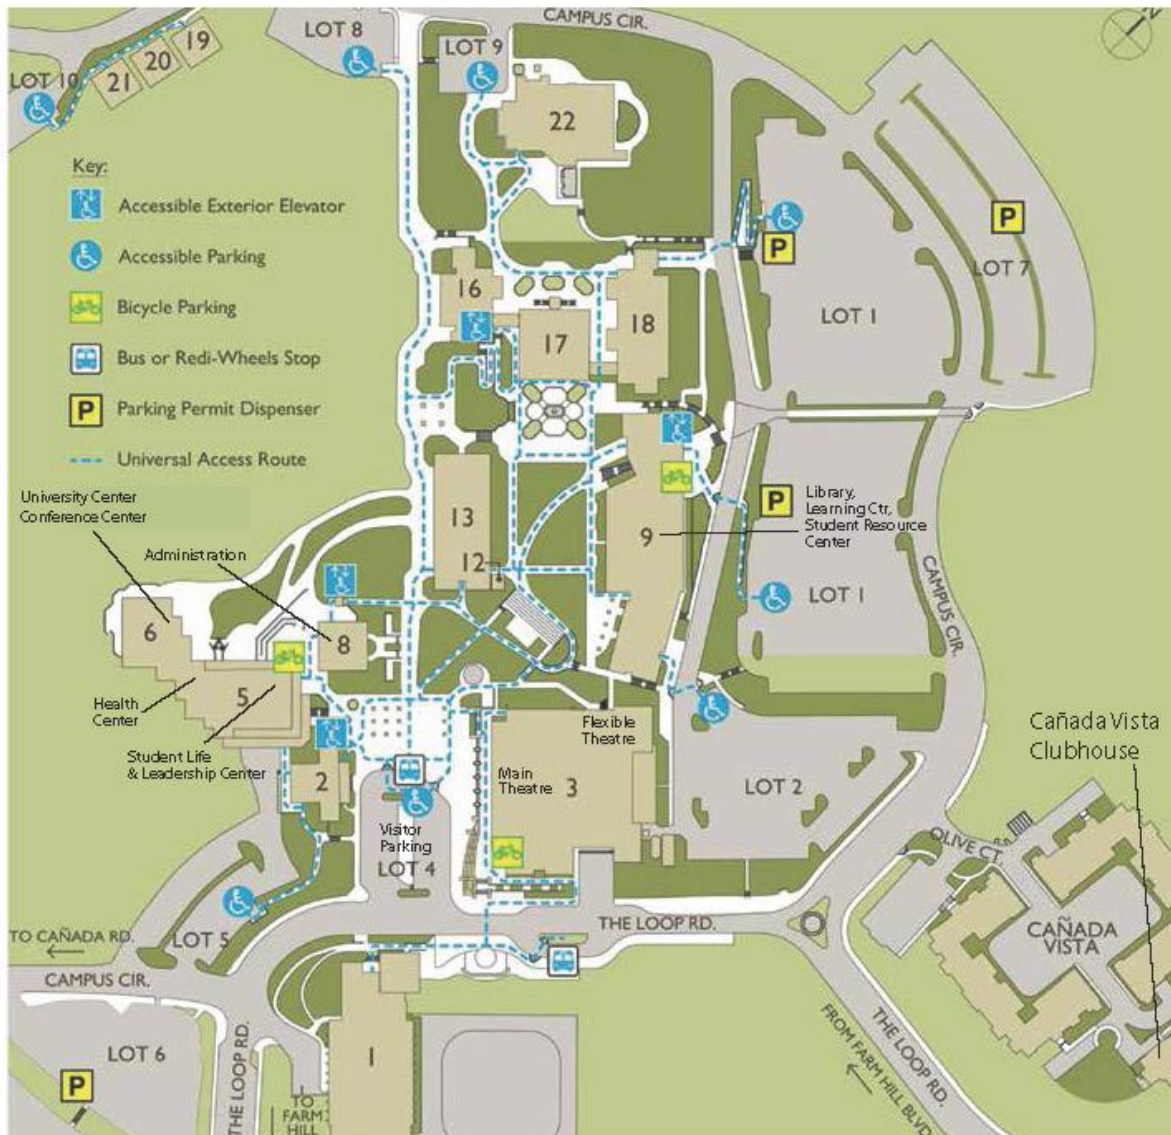 CAMPUS CIR.
N
LOT 8
LOT 9
19
20
21
LOT 10
22
Key:
Accessible Exterior Elevator
Accessible Parking
Bicycle Parking
Bus or Redi-Wheels Stop
P
Parking Permit Dispenser
Universal Access Route
P
P
LOT 7
LOT 1
16
17
18
University Center
Conference Center
Administration
13
12
9
P
Library,
Learning Ctr,
Student Resource
Center
LOT 1
CAMPUS CIR.
6
8
5
Health
Center
Student Life
& Leadership Center
2
Flexible
Theatre
Main
Theatre
3
LOT 2
Cañada Vista
Clubhouse
Visitor
Parking
LOT 4
OLIVE CT.
CAÑADA
VISTA
LOT 5
THE LOOP RD.
TO CAÑADA RD.
CAMPUS CIR.
LOT 6
P
THE LOOP RD.
TO
FARM
HILL
1
FROM FARM HILL BLVD.
THE LOOP RD.